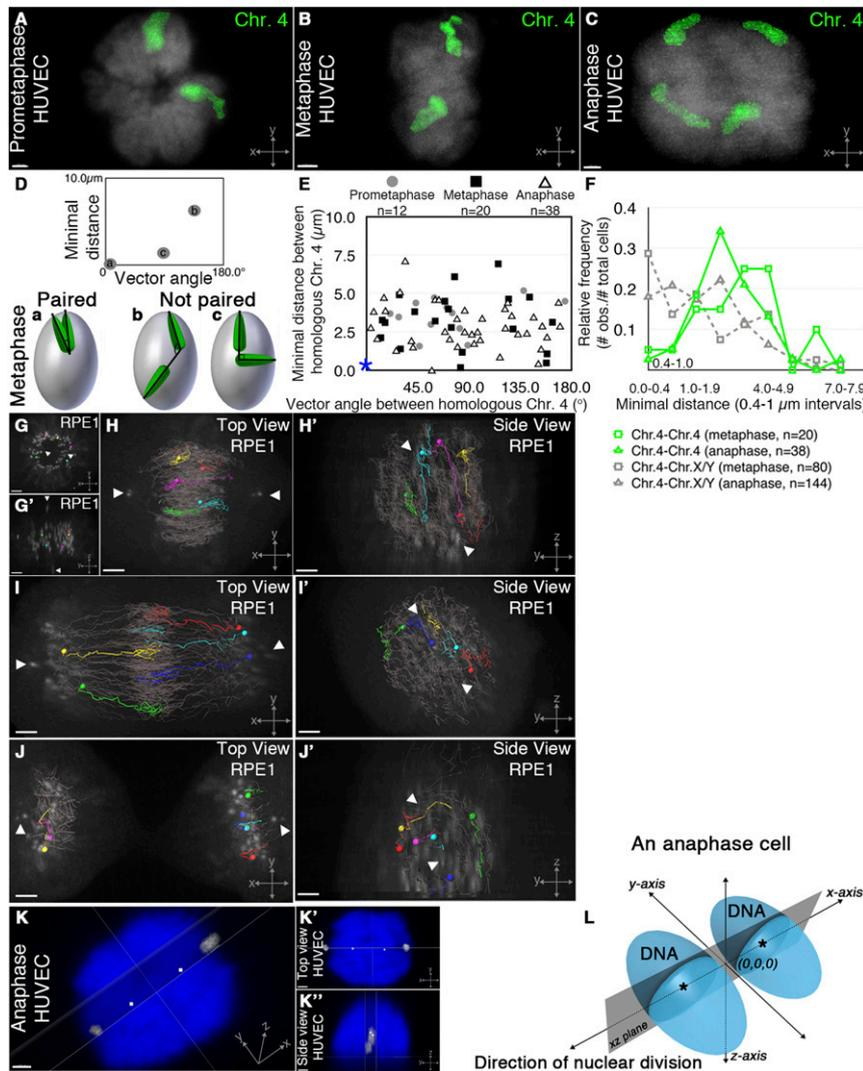 A
Chr. 4
Prometaphase
HUVEC
x
y
B
Chr. 4
Metaphase
HUVEC
x
y
C
Chr. 4
Anaphase
HUVEC
x
y
D
10.0µm
Minimal
distance
a
b
c
0
Vector angle
180.0°
Metaphase
Paired
Not paired
a
b
c
E
Prometaphase
n=12
Metaphase
n=20
Anaphase
n=38
Minimal distance between
homologous Chr. 4 (µm)
10.0
7.5
5.0
2.5
0.0
*
45.0
90.0
135.0
180.0
Vector angle between homologous Chr. 4 (°)
F
Relative frequency
(# obs./# total cells)
0.4
0.3
0.2
0.1
0.4-1.0
0.0-0.4
1.0-1.9
4.0-4.9
7.0-7.9
Minimal distance (0.4-1 µm intervals)
Chr.4-Chr.4 (metaphase, n=20)
Chr.4-Chr.4 (anaphase, n=38)
Chr.4-Chr.X/Y (metaphase, n=80)
Chr.4-Chr.X/Y (anaphase, n=144)
G
RPE1
G'
RPE1
H
Top View
RPE1
y
x
H'
Side View
RPE1
z
y
I
Top View
RPE1
y
x
I'
Side View
RPE1
y
z
J
Top View
RPE1
y
x
J'
Side View
RPE1
z
y
K
Anaphase
HUVEC
y
z
x
K'
Top view
HUVEC
K''
Side view
HUVEC
L
An anaphase cell
y-axis
x-axis
DNA
DNA
*
*
(0,0,0)
xz plane
z-axis
Direction of nuclear division